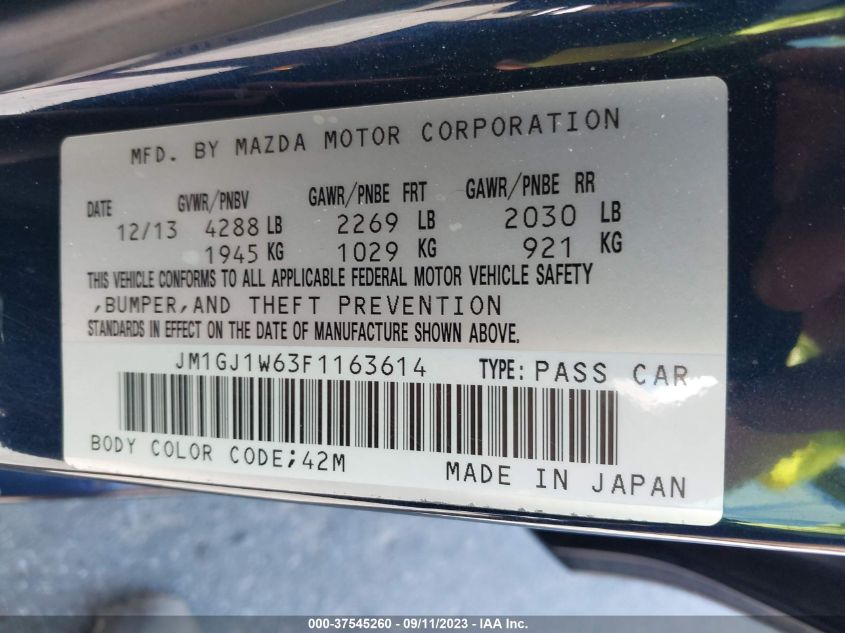 MFD. BY MAZDA MOTOR CORPORATION
DATE GVWR/PNBV GAWR/PNBE FRT GAWR/PNBE RR
12/13 4288 LB 2269 LB 2030 LB
1945 KG 1029 KG 921 KG
THIS VEHICLE CONFORMS TO ALL APPLICABLE FEDERAL MOTOR VEHICLE SAFETY
,BUMPER,AND THEFT PREVENTION
STANDARDS IN EFFECT ON THE DATE OF MANUFACTURE SHOWN ABOVE.
JM1GJ1W63F1163614 TYPE: PASS CAR
BODY COLOR CODE;42M
MADE IN JAPAN
000-37545260 - 09/11/2023 - IAA Inc.